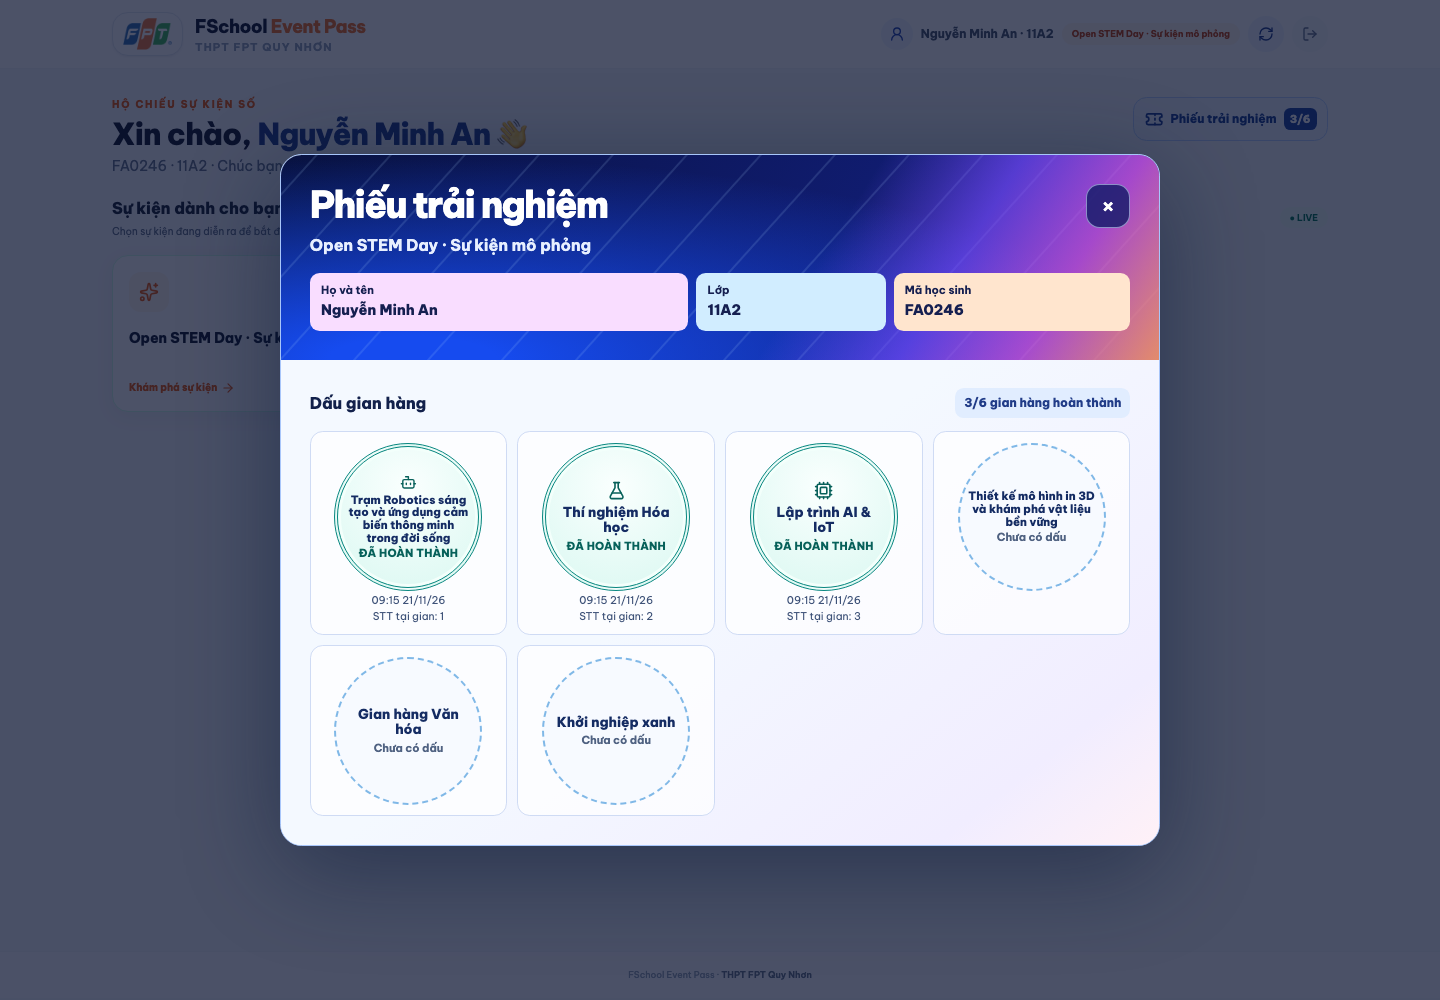 FPT
FSchool Event Pass
THPT FPT QUY NHƠN
Nguyễn Minh An · 11A2
Open STEM Day · Sự kiện mô phỏng
HỘ CHIẾU SỰ KIỆN SỐ
Xin chào, Nguyễn Minh An 👋
Phiếu trải nghiệm 3/6
FA0246 · 11A2 · Chúc bạn
Sự kiện dành cho bạn
Chọn sự kiện đang diễn ra để bắt đ
• LIVE
Open STEM Day · Sự k
Khám phá sự kiện →
Phiếu trải nghiệm
×
Open STEM Day · Sự kiện mô phỏng
Họ và tên
Nguyễn Minh An
Lớp
11A2
Mã học sinh
FA0246
Dấu gian hàng
3/6 gian hàng hoàn thành
Trạm Robotics sáng
tạo và ứng dụng cảm
biến thông minh
trong đời sống
ĐÃ HOÀN THÀNH
09:15 21/11/26
STT tại gian: 1
Thí nghiệm Hóa
học
ĐÃ HOÀN THÀNH
09:15 21/11/26
STT tại gian: 2
Lập trình AI &
IoT
ĐÃ HOÀN THÀNH
09:15 21/11/26
STT tại gian: 3
Thiết kế mô hình in 3D
và khám phá vật liệu
bền vững
Chưa có dấu
Gian hàng Văn
hóa
Chưa có dấu
Khởi nghiệp xanh
Chưa có dấu
FSchool Event Pass · THPT FPT Quy Nhơn